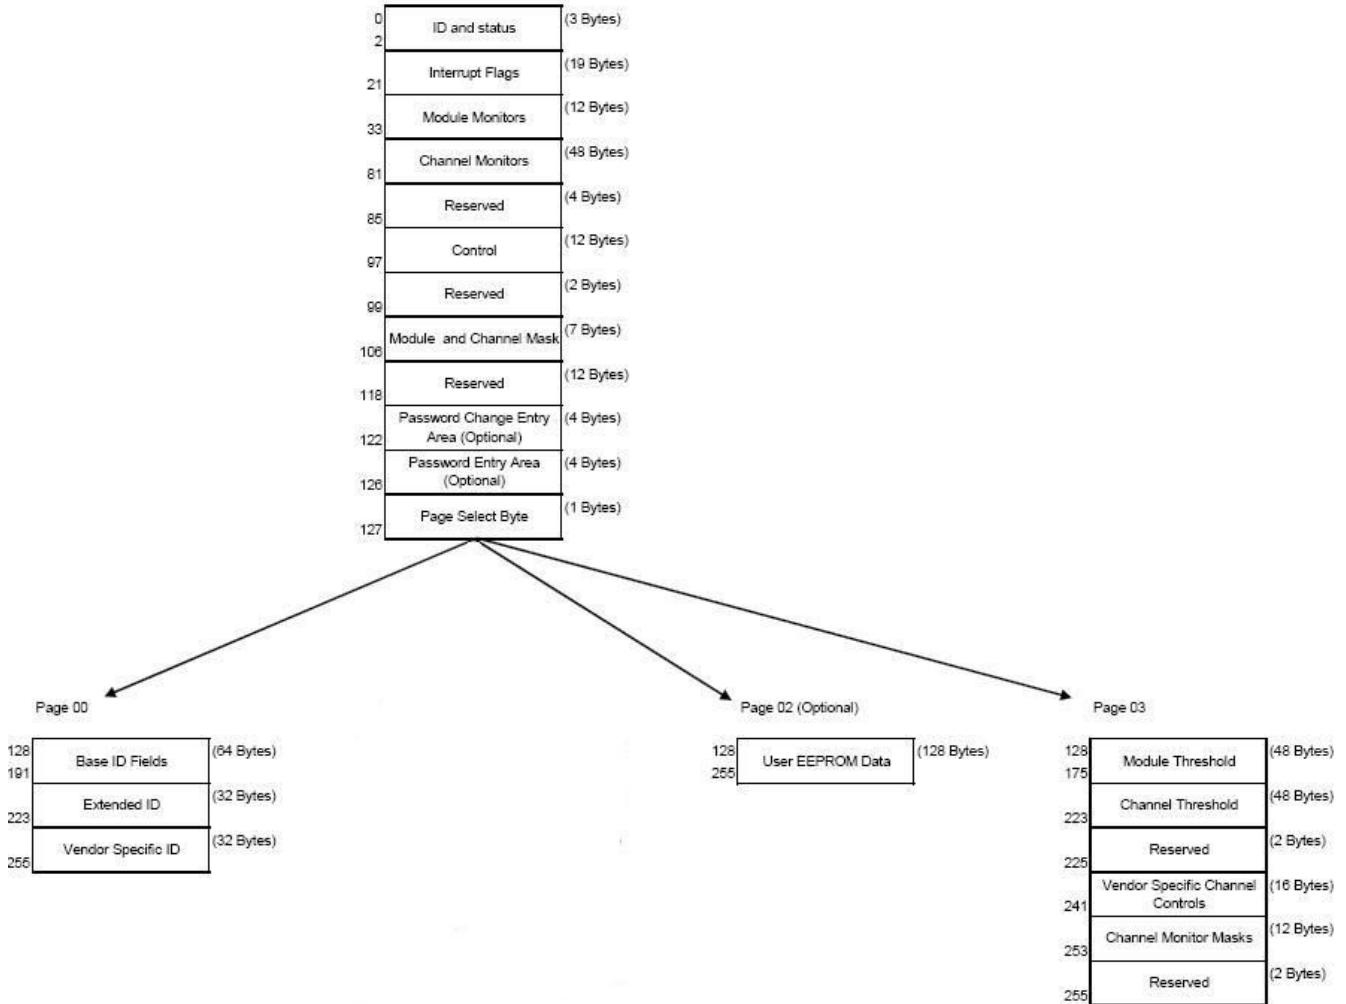 0
ID and status
(3 Bytes)
2
Interrupt Flags
(19 Bytes)
21
Module Monitors
(12 Bytes)
33
Channel Monitors
(48 Bytes)
81
Reserved
(4 Bytes)
85
Control
(12 Bytes)
97
Reserved
(2 Bytes)
99
Module and Channel Mask
(7 Bytes)
106
Reserved
(12 Bytes)
118
Password Change Entry
Area (Optional)
(4 Bytes)
122
Password Entry Area
(Optional)
(4 Bytes)
126
Page Select Byte
(1 Bytes)
127
Page 00
128
Base ID Fields
(64 Bytes)
191
Extended ID
(32 Bytes)
223
Vendor Specific ID
(32 Bytes)
255
Page 02 (Optional)
128
User EEPROM Data
(128 Bytes)
255
Page 03
128
Module Threshold
(48 Bytes)
175
Channel Threshold
(48 Bytes)
223
Reserved
(2 Bytes)
225
Vendor Specific Channel
Controls
(16 Bytes)
241
Channel Monitor Masks
(12 Bytes)
253
Reserved
(2 Bytes)
255